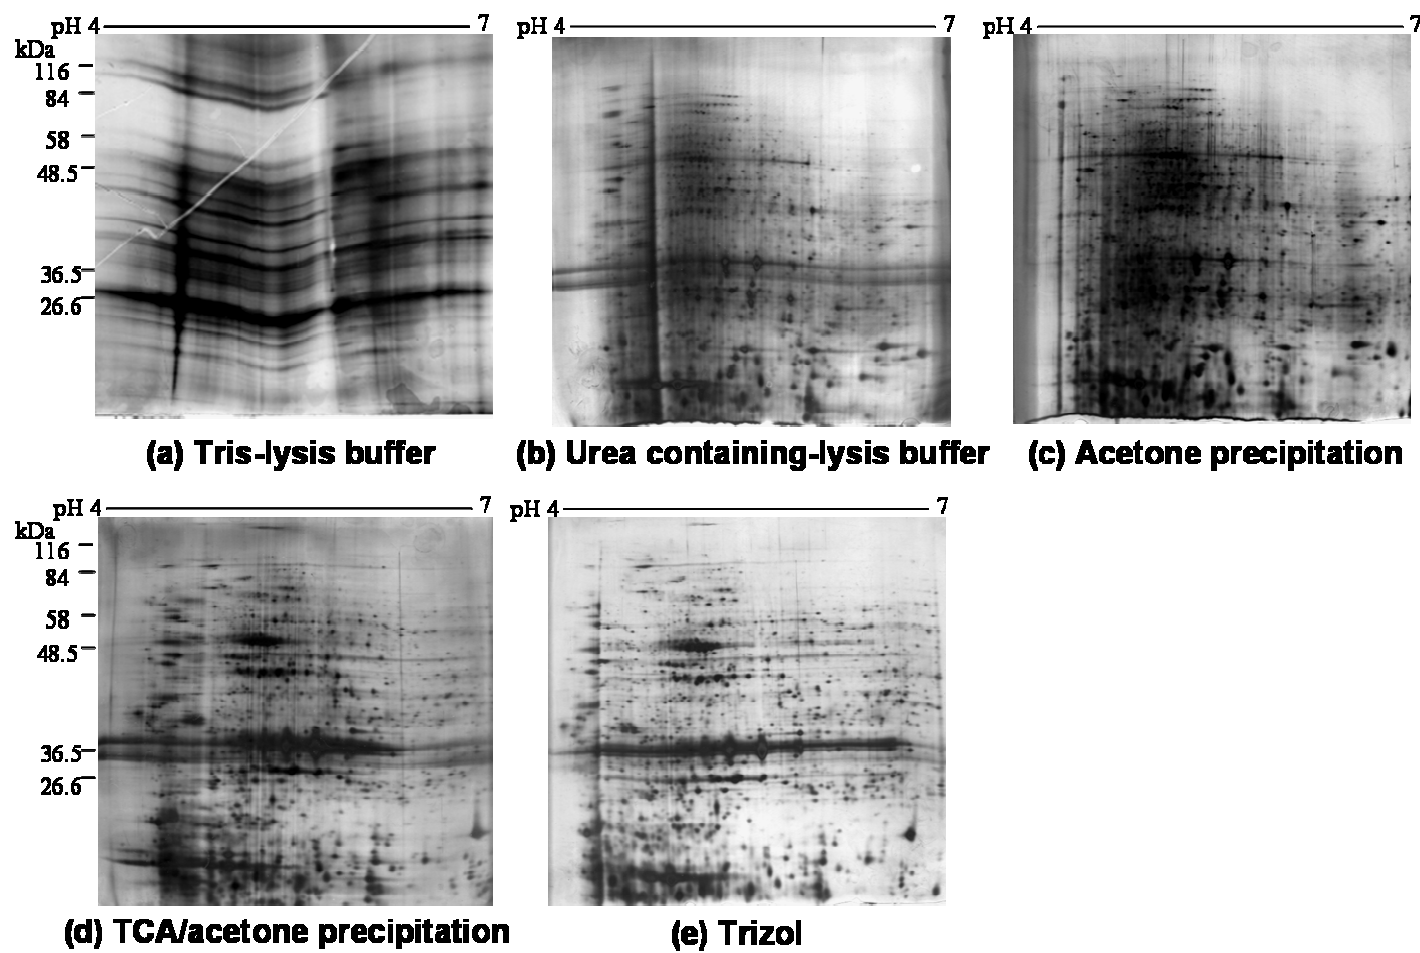 pH 4 7
pH 4 7
pH 4 7
kDa
116
84
58
48.5
36.5
26.6
(a) Tris-lysis buffer
(b) Urea containing-lysis buffer
(c) Acetone precipitation
pH 4 7
pH 4 7
kDa
116
84
58
48.5
36.5
26.6
(d) TCA/acetone precipitation
(e) Trizol